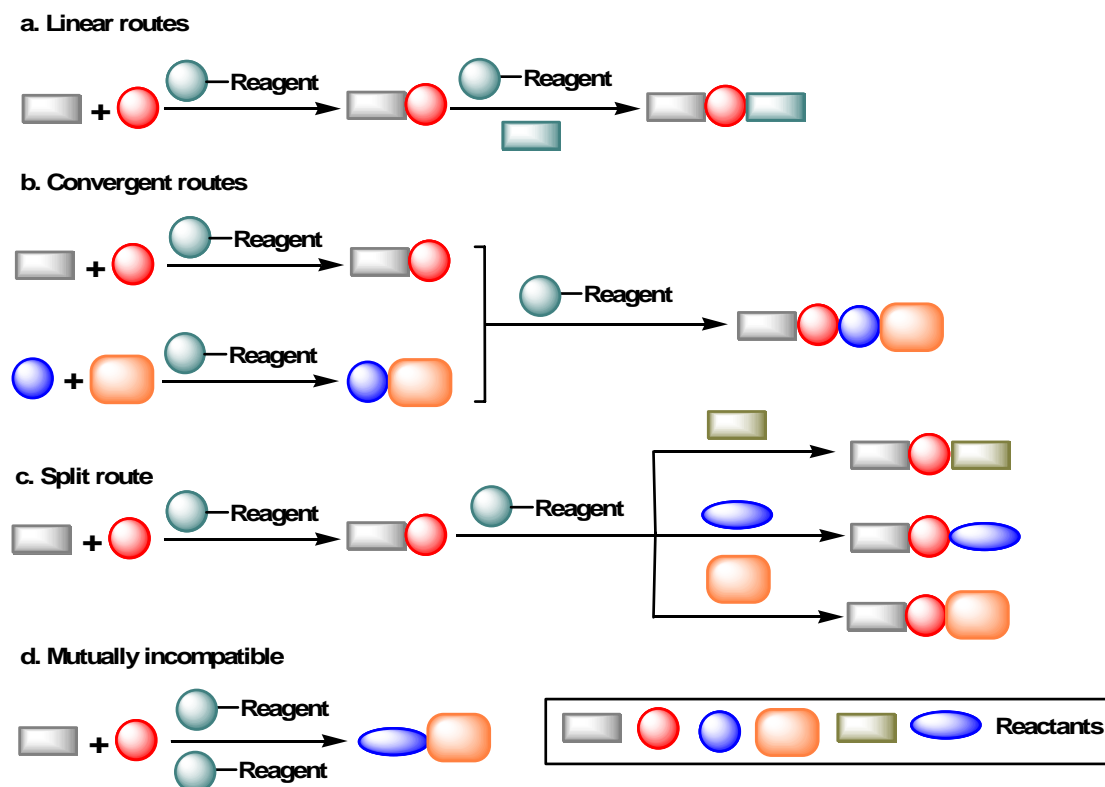 a. Linear routes
Reagent
Reagent
+
b. Convergent routes
Reagent
+
Reagent
Reagent
+
c. Split route
Reagent
Reagent
+
d. Mutually incompatible
Reagent
+
Reagent
Reactants